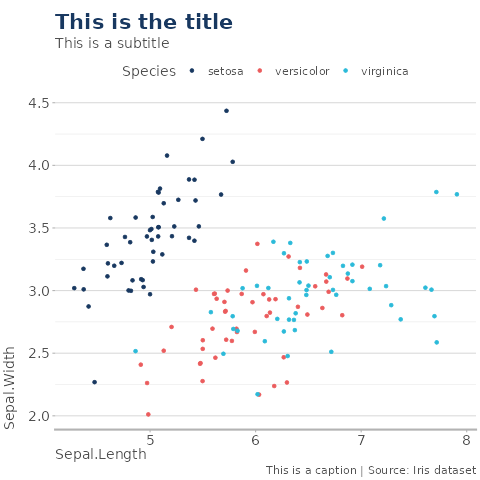 This is the title
This is a subtitle
Species setosa versicolor virginica
4.5
4.0
3.5
3.0
2.5
2.0
Sepal.Width
5 6 7 8
Sepal.Length
This is a caption | Source: Iris dataset